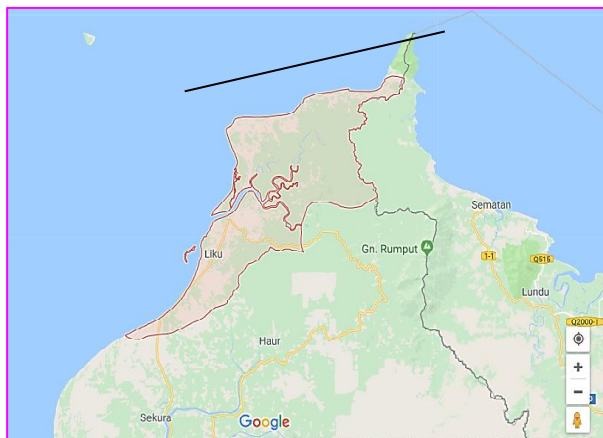 Sematan
Liku
Gn. Rumput
1-1
Q516
Lundu
Q2000-1
Haur
Sekura
Google